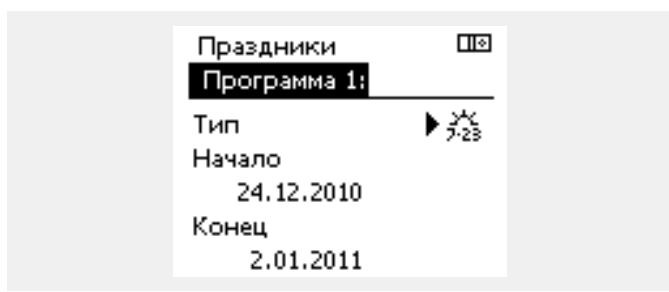 Праздники
Программа 1:
Тип 7-23
Начало
24.12.2010
Конец
2.01.2011